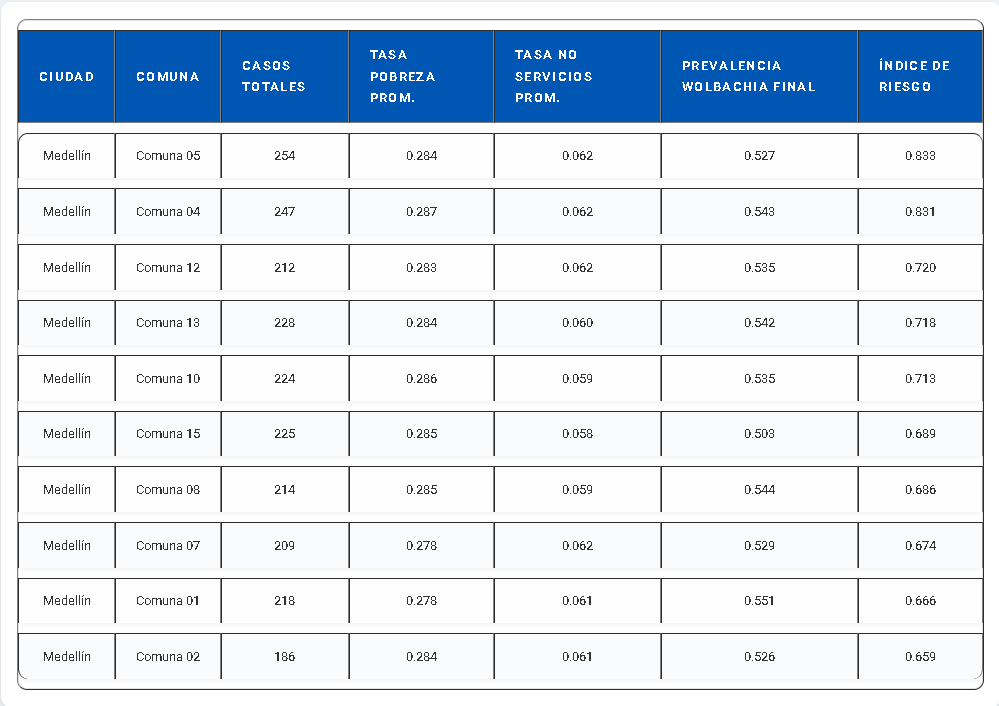 CIUDAD COMUNA CASOS TOTALES TASA POBREZA PROM. TASA NO SERVICIOS PROM. PREVALENCIA WOLBACHIA FINAL ÍNDICE DE RIESGO
Medellín Comuna 05 254 0.284 0.062 0.527 0.833
Medellín Comuna 04 247 0.287 0.062 0.543 0.831
Medellín Comuna 12 212 0.283 0.062 0.535 0.720
Medellín Comuna 13 228 0.284 0.060 0.542 0.718
Medellín Comuna 10 224 0.286 0.059 0.535 0.713
Medellín Comuna 15 225 0.285 0.058 0.503 0.689
Medellín Comuna 08 214 0.285 0.059 0.544 0.686
Medellín Comuna 07 209 0.278 0.062 0.529 0.674
Medellín Comuna 01 218 0.278 0.061 0.551 0.666
Medellín Comuna 02 186 0.284 0.061 0.526 0.659